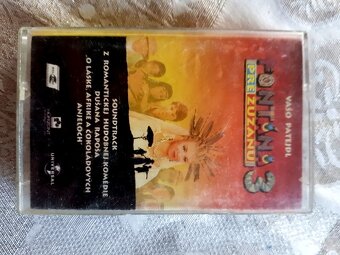 VAŠO PATEJDL
FONTÁNA
PRE ZUZANU
3
SOUNDTRACK
Z ROMANTICKEJ HUDOBNEJ KOMÉDIE
DUŠANA RAPOŠA
„O LÁSKE, AFRIKE A ČOKOLÁDOVÝCH
ANJELOCH"
UNIVERSAL